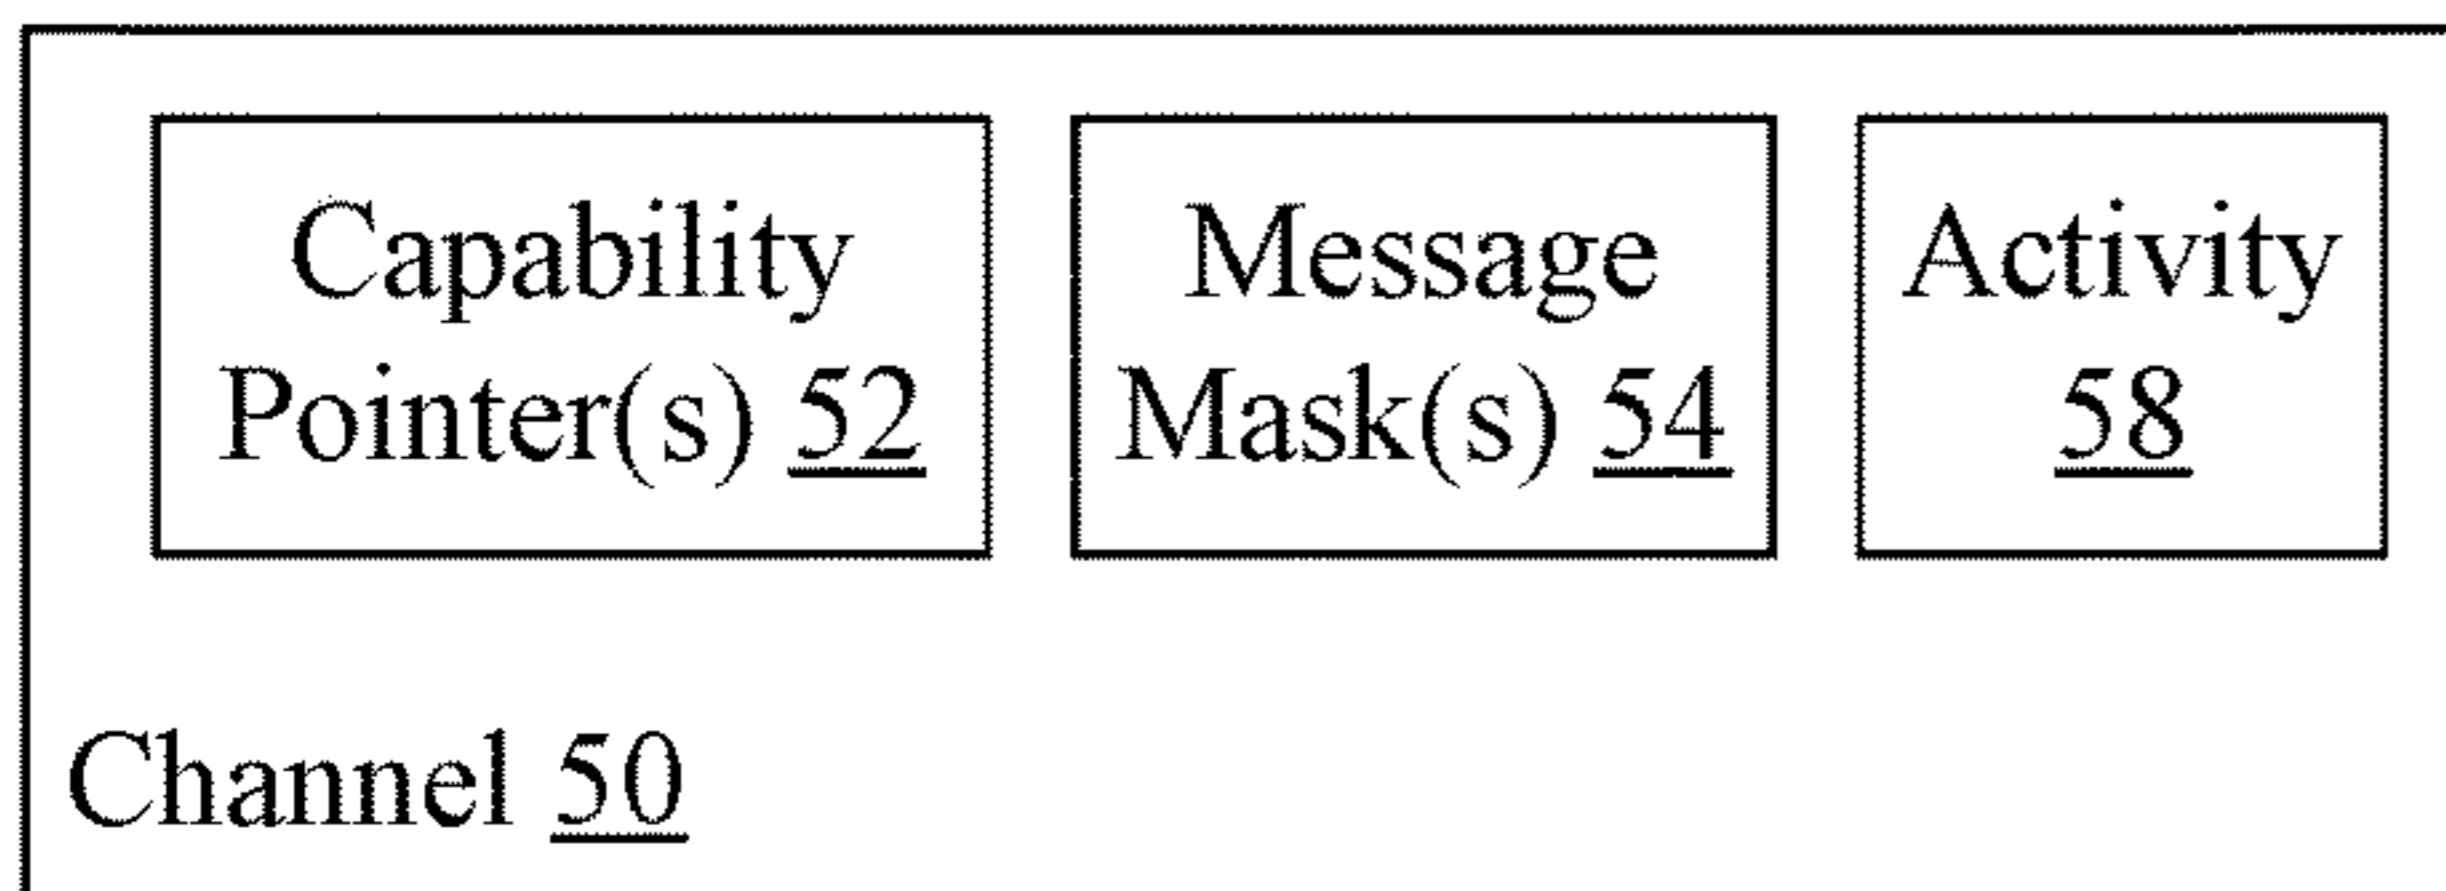 Capability
Pointer(s) 52
Message
Mask(s) 54
Activity
58
Channel 50